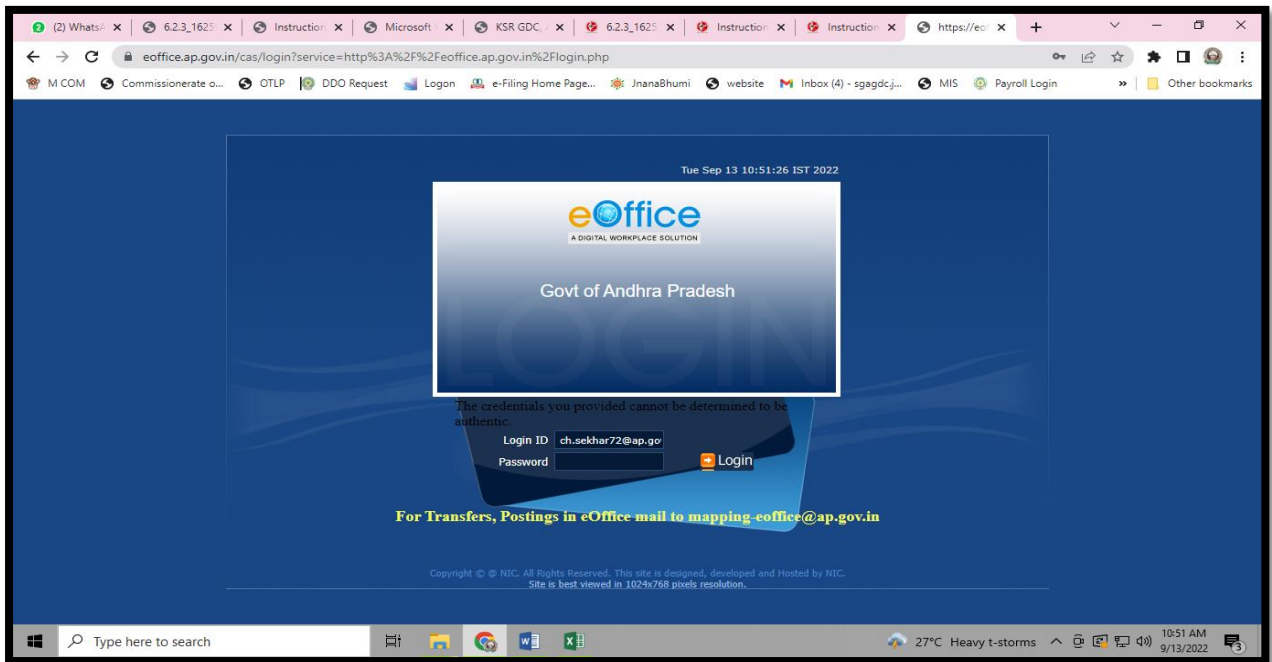 (2) WhatsA
6.2.3_1625
Instruction
Microsoft
KSR GDC,
6.2.3_1625
Instruction
Instruction
https://eo
eoffice.ap.gov.in/cas/login?service=http%3A%2F%2Feoffice.ap.gov.in%2Flogin.php
M COM
Commissionerate o...
OTLP
DDO Request
Logon
e-Filing Home Page...
JnanaBhumi
website
Inbox (4) - sgagdc.j...
MIS
Payroll Login
»
Other bookmarks
Tue Sep 13 10:51:26 IST 2022
eOffice
A DIGITAL WORKPLACE SOLUTION
Govt of Andhra Pradesh
LOGIN
The credentials you provided cannot be determined to be
authentic.
Login ID ch.sekhar72@ap.gov
Password
Login
For Transfers, Postings in eOffice mail to mapping-eoffice@ap.gov.in
Copyright © @ NIC. All Rights Reserved. This site is designed, developed and Hosted by NIC.
Site is best viewed in 1024x768 pixels resolution.
Type here to search
27°C Heavy t-storms
10:51 AM
9/13/2022
3